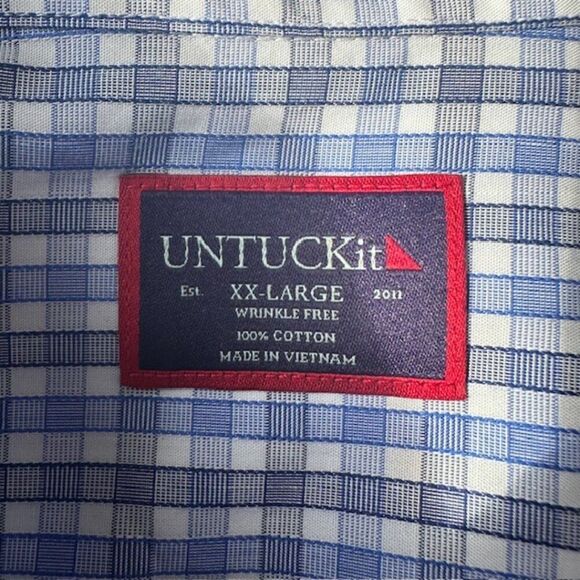 UNTUCKit
Est. XX-LARGE 2011
WRINKLE FREE
100% COTTON
MADE IN VIETNAM